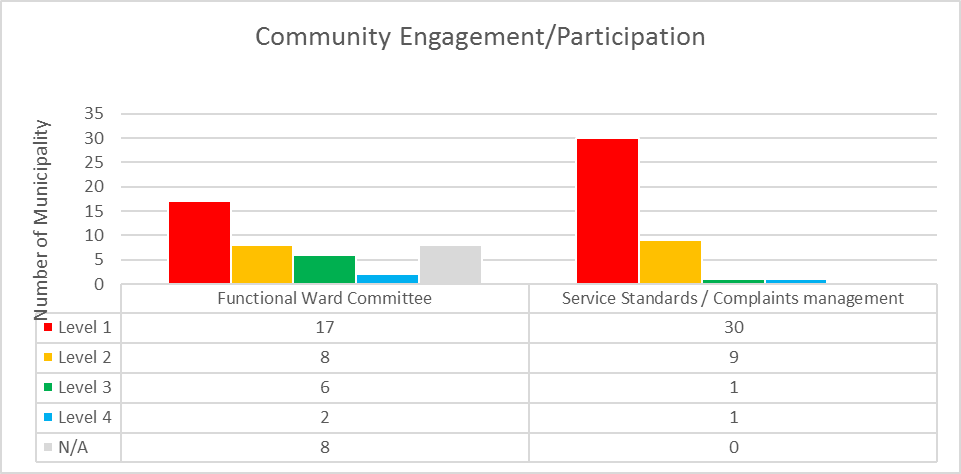 Community Engagement/Participation
Number of Municipality
35
30
25
20
15
10
5
0
Functional Ward Committee Service Standards / Complaints management
Level 1 17 30
Level 2 8 9
Level 3 6 1
Level 4 2 1
N/A 8 0